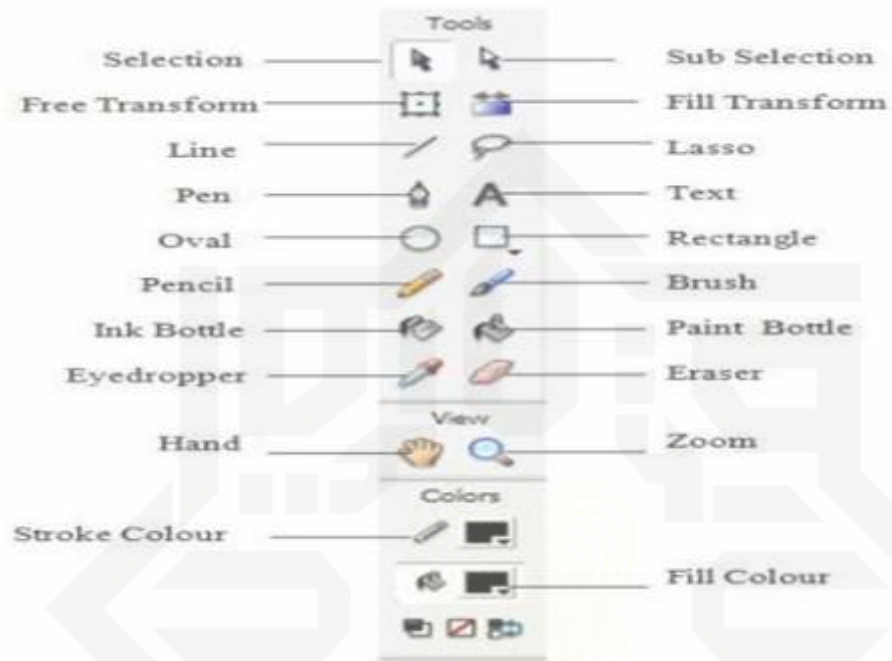 Tools
Selection
Sub Selection
Free Transform
Fill Transform
Line
Lasso
Pen
Text
Oval
Rectangle
Pencil
Brush
Ink Bottle
Paint Bottle
Eyedropper
Eraser
View
Hand
Zoom
Colors
Stroke Colour
Fill Colour